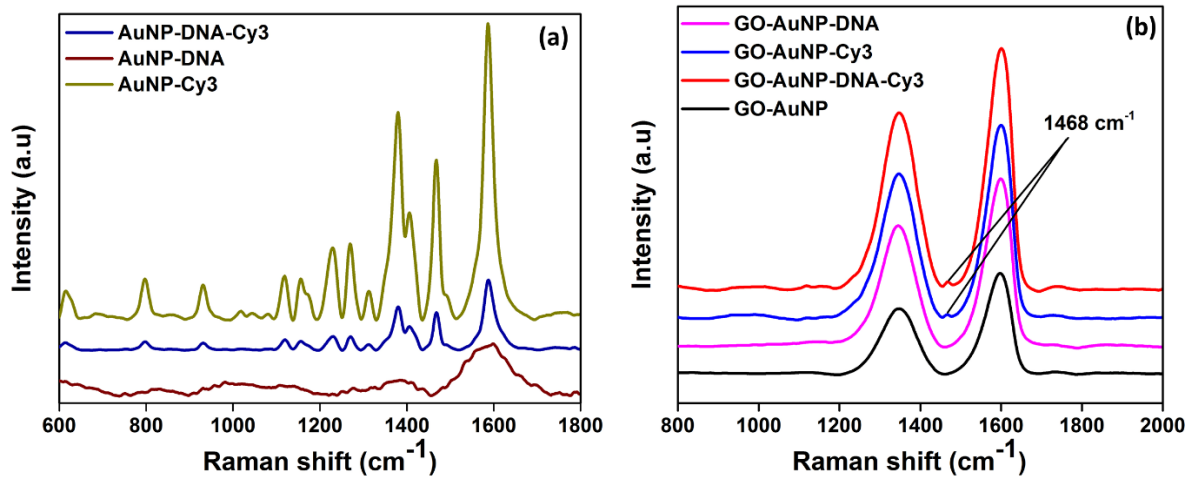 (a)
AuNP-DNA-Cy3
AuNP-DNA
AuNP-Cy3
Intensity (a.u)
600 800 1000 1200 1400 1600 1800
Raman shift (cm-1)
(b)
GO-AuNP-DNA
GO-AuNP-Cy3
GO-AuNP-DNA-Cy3
GO-AuNP
1468 cm-1
Intensity (a.u)
800 1000 1200 1400 1600 1800 2000
Raman shift (cm-1)